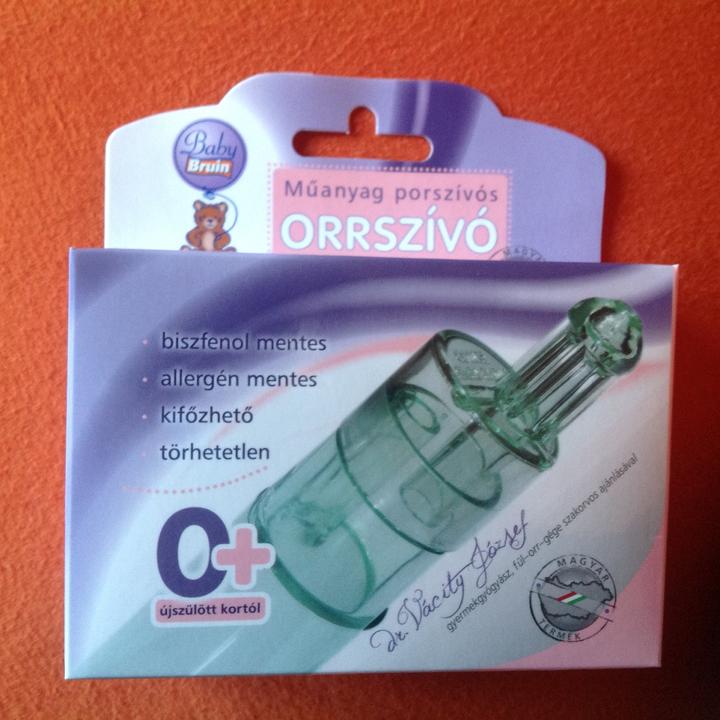 Baby
Bruin
Műanyag porszívós
ORRSZÍVÓ
biszfenol mentes
allergén mentes
kifőzhető
törhetetlen
0+
újszülött kortól
dr. Vácity József
gyermekgyógyász, fül-orr-gége szakorvos ajánlásával
MAGYAR
TERMÉK